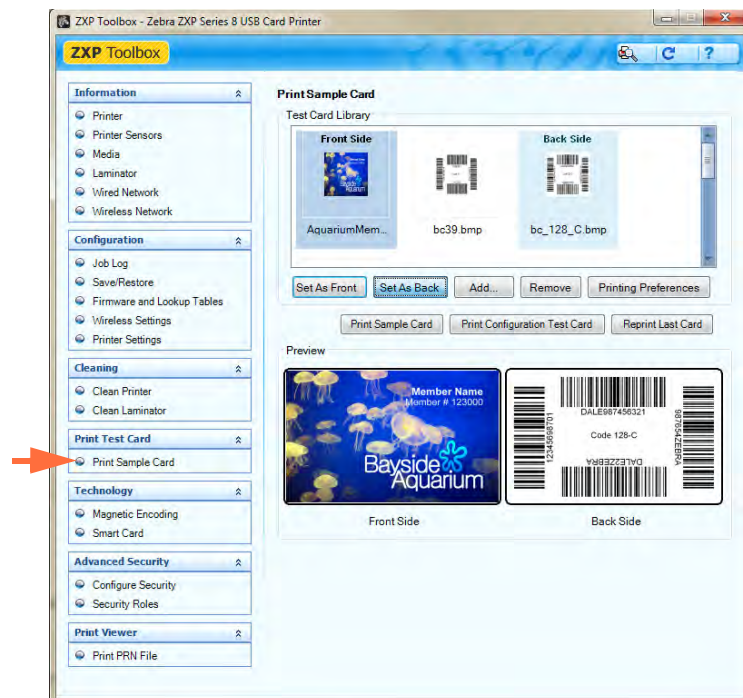 ZXP Toolbox - Zebra ZXP Series 8 USB Card Printer
ZXP Toolbox
Information
Printer
Printer Sensors
Media
Laminator
Wired Network
Wireless Network
Configuration
Job Log
Save/Restore
Firmware and Lookup Tables
Wireless Settings
Printer Settings
Cleaning
Clean Printer
Clean Laminator
Print Test Card
Print Sample Card
Technology
Magnetic Encoding
Smart Card
Advanced Security
Configure Security
Security Roles
Print Viewer
Print PRN File
Print Sample Card
Test Card Library
Front Side
Back Side
AquariumMem...
bc39.bmp
bc_128_C.bmp
Set As Front
Set As Back
Add...
Remove
Printing Preferences
Print Sample Card
Print Configuration Test Card
Reprint Last Card
Preview
Member Name
Member # 123000
Bayside
Aquarium
12345698701
DALE987456321
Code 128-C
DALE2ZEBRA
987654ZEBRA
Front Side
Back Side